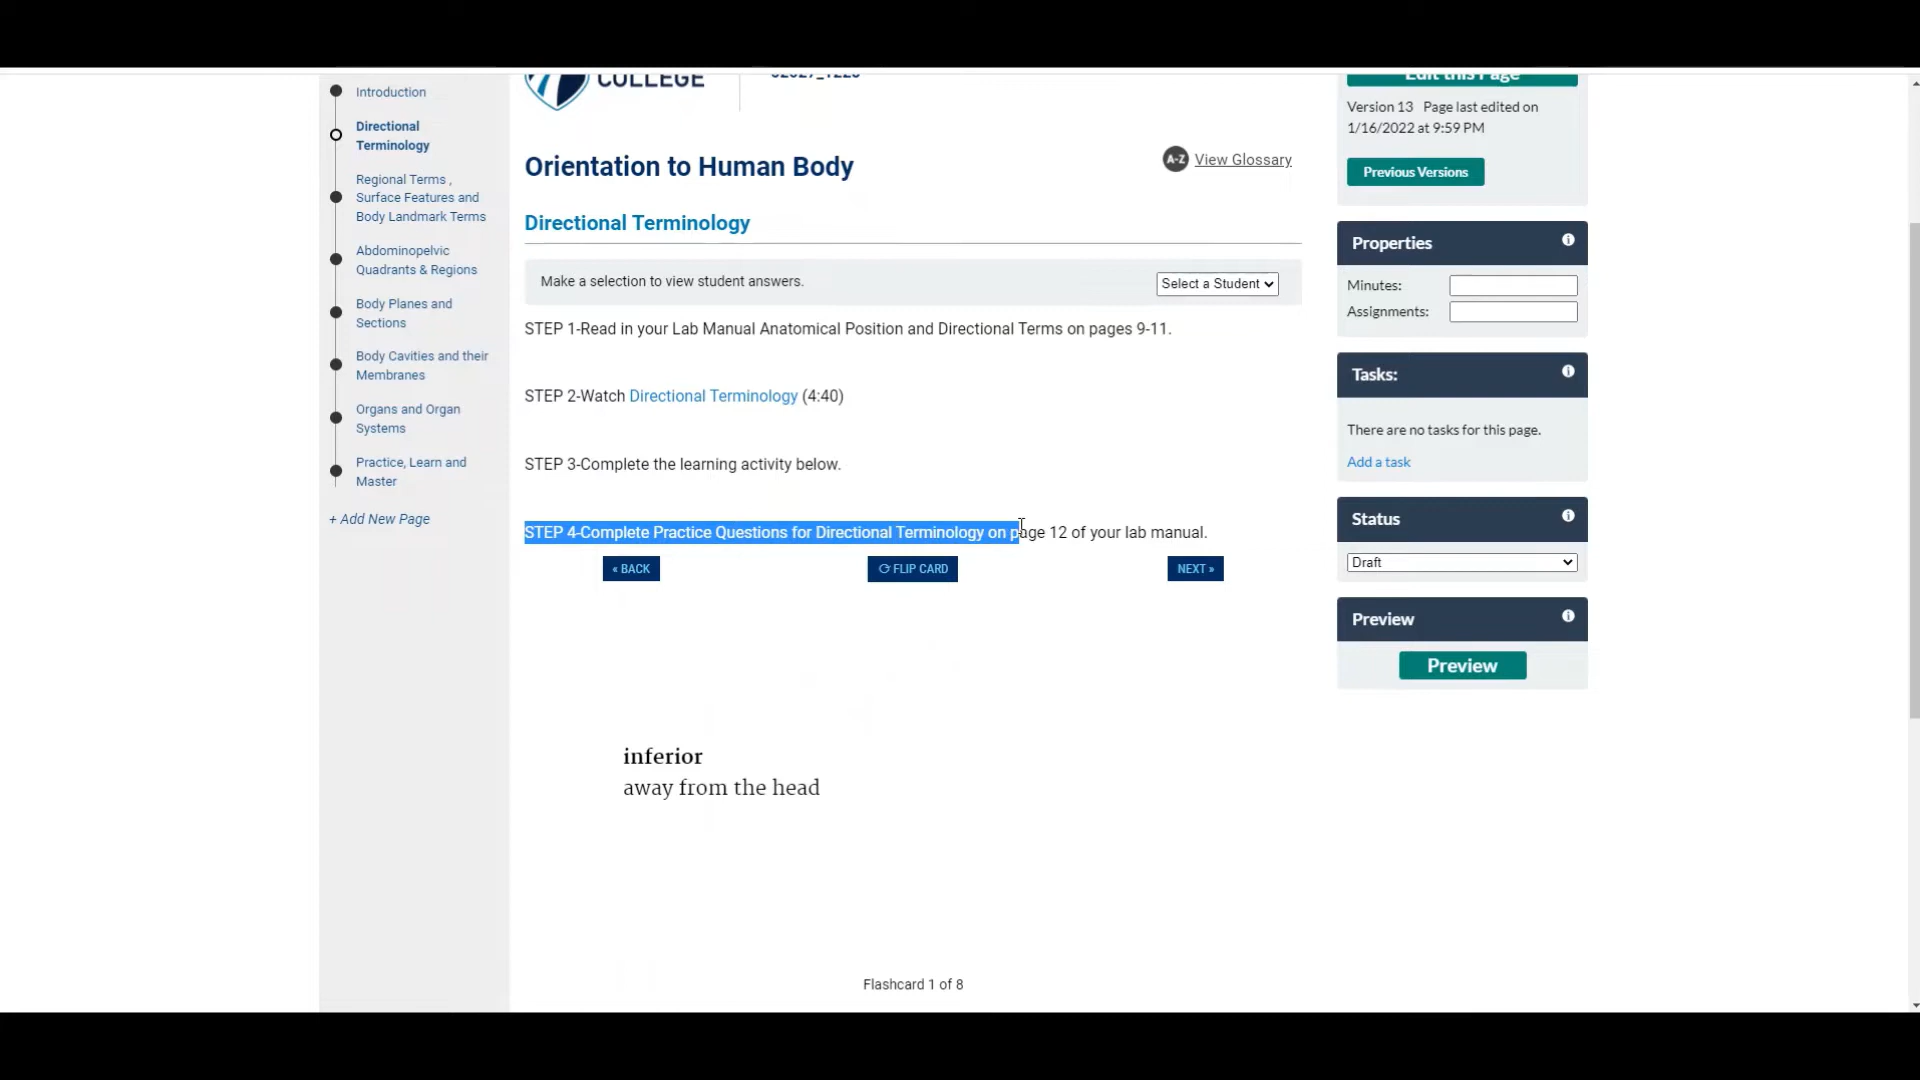 COLLEGE
Edit this Page
Version 13 Page last edited on
1/16/2022 at 9:59 PM
Previous Versions
Introduction
Directional
Terminology
Regional Terms ,
Surface Features and
Body Landmark Terms
Abdominopelvic
Quadrants & Regions
Body Planes and
Sections
Body Cavities and their
Membranes
Organs and Organ
Systems
Practice, Learn and
Master
+ Add New Page
Orientation to Human Body
A-Z View Glossary
Directional Terminology
Make a selection to view student answers.
Select a Student
STEP 1-Read in your Lab Manual Anatomical Position and Directional Terms on pages 9-11.
STEP 2-Watch Directional Terminology (4:40)
STEP 3-Complete the learning activity below.
STEP 4-Complete Practice Questions for Directional Terminology on page 12 of your lab manual.
« BACK
FLIP CARD
NEXT »
inferior
away from the head
Flashcard 1 of 8
Properties
Minutes:
Assignments:
Tasks:
There are no tasks for this page.
Add a task
Status
Draft
Preview
Preview